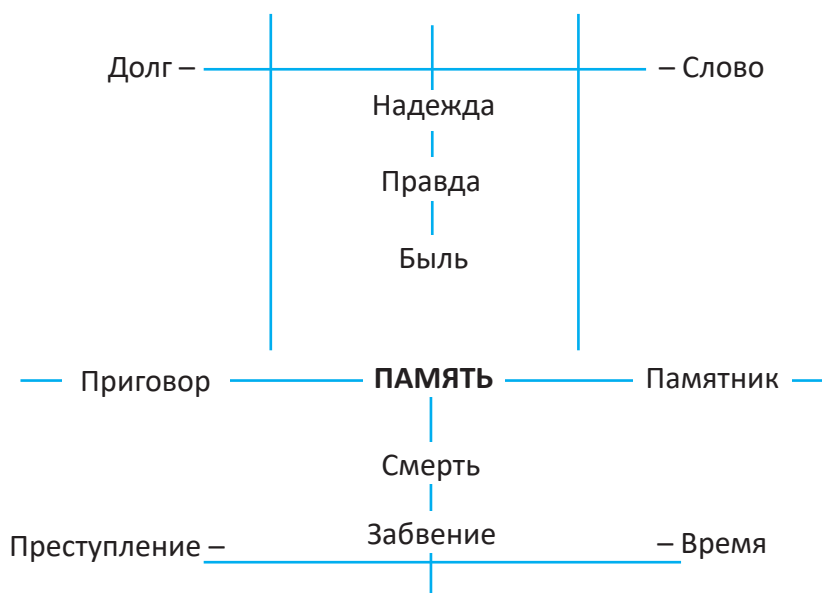 Долг – – Слово
Надежда
Правда
Быль
Приговор ПАМЯТЬ Памятник
Смерть
Забвение
Преступление – – Время